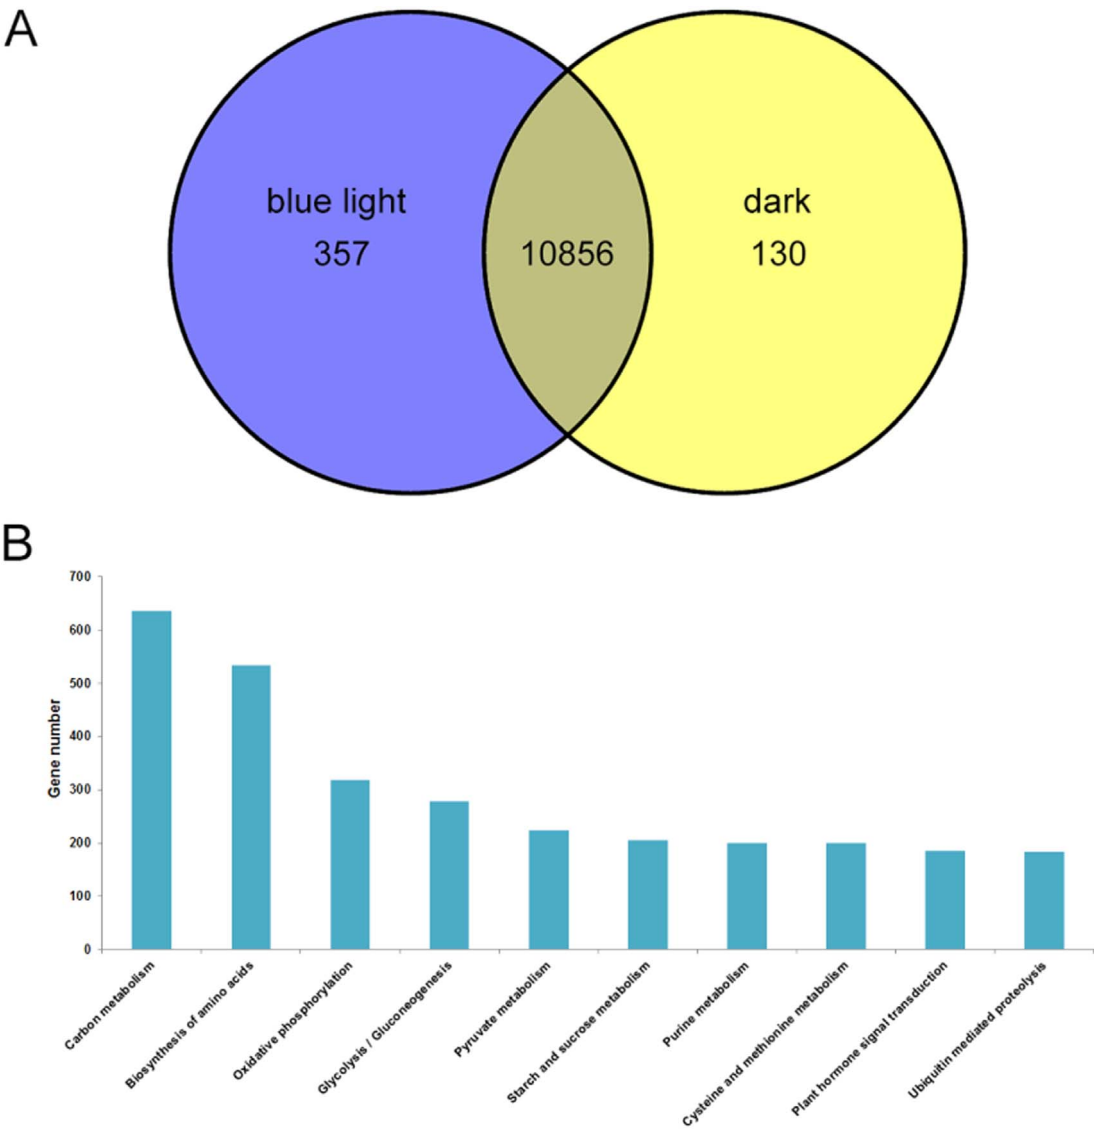 A
blue light
dark
357
10856
130
B
700
600
500
400
300
200
100
0
Gene number
Carbon metabolism
Biosynthesis of amino acids
Oxidative phosphorylation
Glycolysis / Gluconeogenesis
Pyruvate metabolism
Starch and sucrose metabolism
Purine metabolism
Cysteine and methionine metabolism
Plant hormone signal transduction
Ubiquitin mediated proteolysis